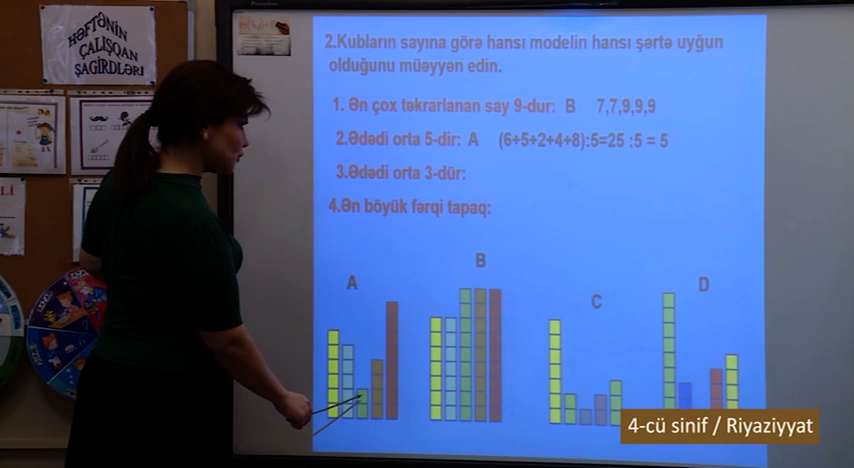 HƏFTƏNİN
ÇALIŞQAN
ŞAGİRDLƏRİ
2.Kubların sayına görə hansı modelin hansı şərtə uyğun
olduğunu müəyyən edin.
1. Ən çox təkrarlanan say 9-dur: B 7,7,9,9,9
2.Ədədi orta 5-dir: A (6+5+2+4+8):5=25 :5 = 5
3.Ədədi orta 3-dür:
4.Ən böyük fərqi tapaq:
A
B
C
D
4-cü sinif / Riyaziyyat